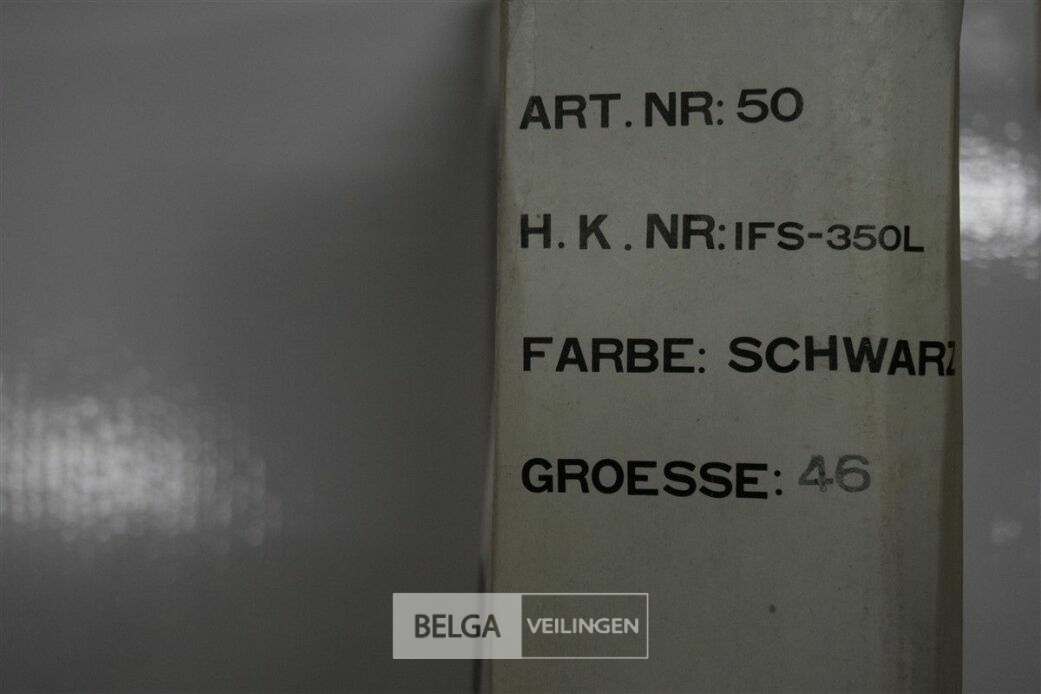 ART. NR: 50
H. K. NR: IFS-350L
FARBE: SCHWARZ
GROESSE: 46
BELGA VEILINGEN